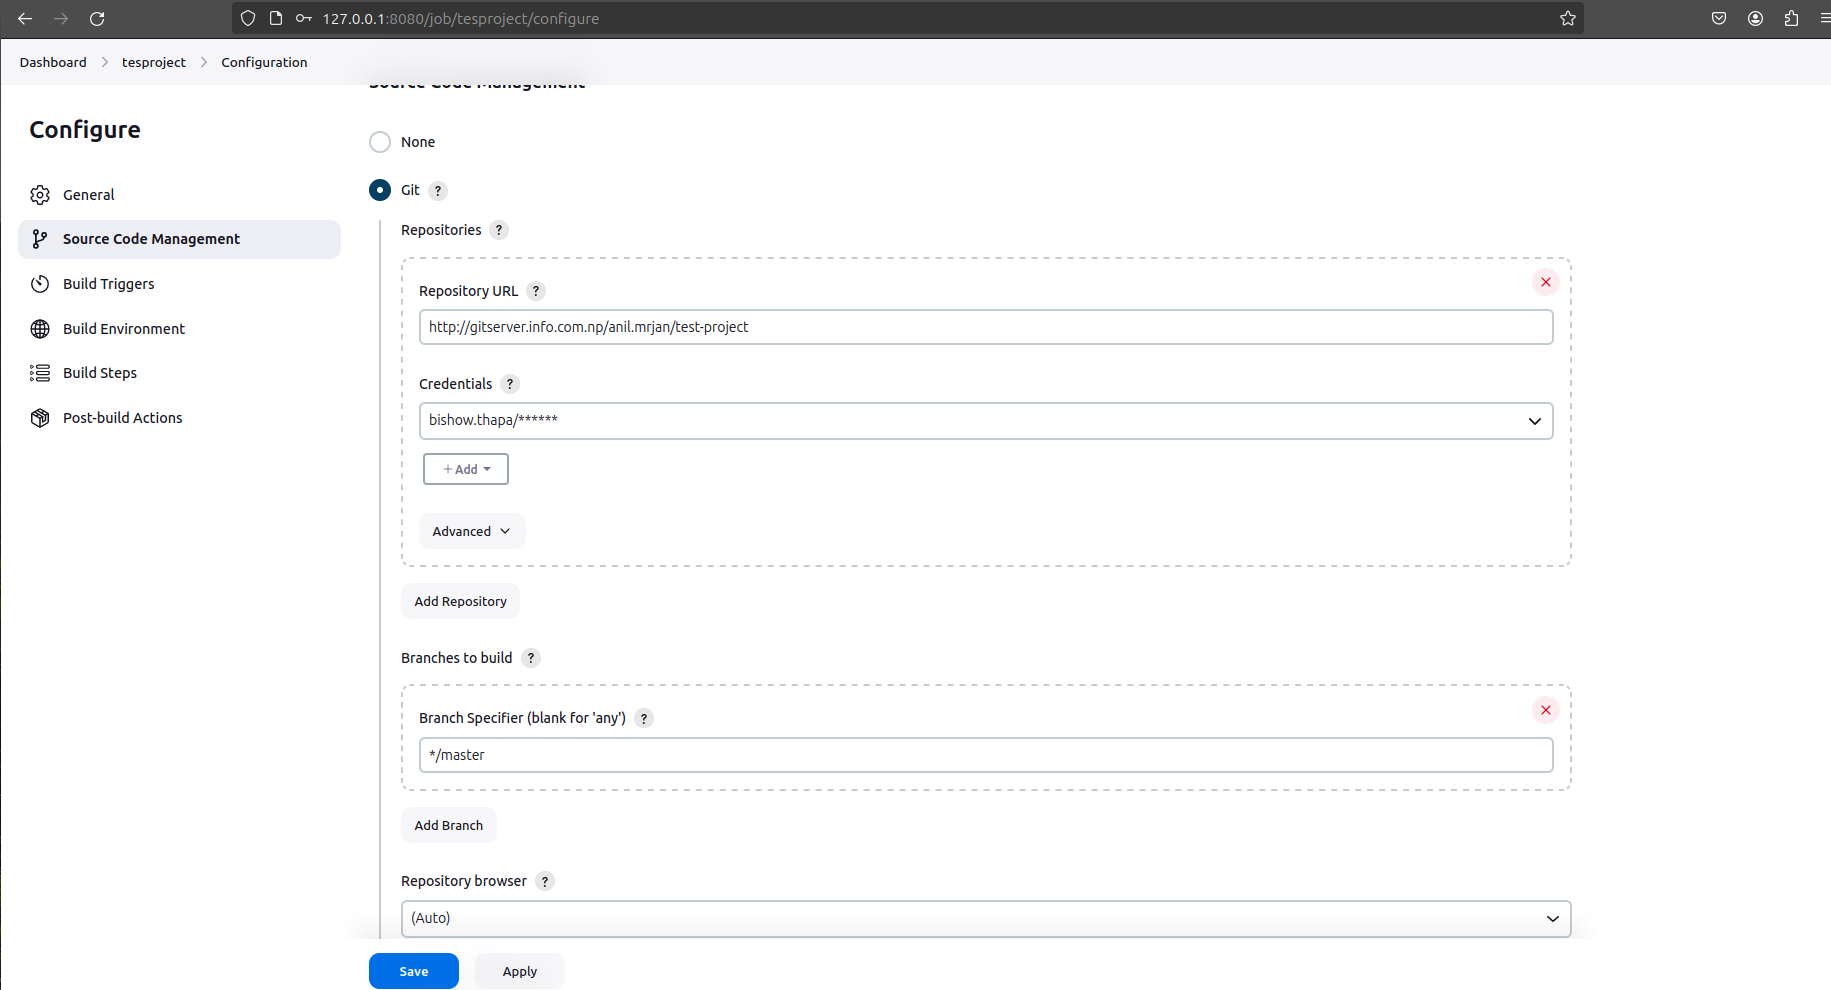 127.0.0.1:8080/job/tesproject/configure
Dashboard > tesproject > Configuration
Source Code Management
Configure
General
Source Code Management
Build Triggers
Build Environment
Build Steps
Post-build Actions
None
Git ?
Repositories ?
Repository URL ?
http://gitserver.info.com.np/anil.mrjan/test-project
Credentials ?
bishow.thapa/******
+ Add
Advanced
Add Repository
Branches to build ?
Branch Specifier (blank for 'any') ?
*/master
Add Branch
Repository browser ?
(Auto)
Save Apply